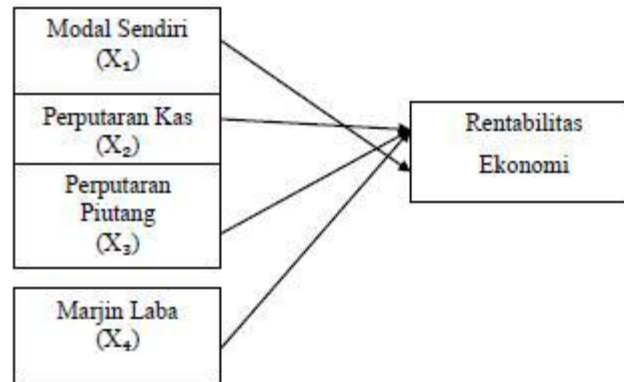 Modal Sendiri
(X₁)
Perputaran Kas
(X₂)
Perputaran
Piutang
(X₃)
Marjin Laba
(X₄)
Rentabilitas
Ekonomi